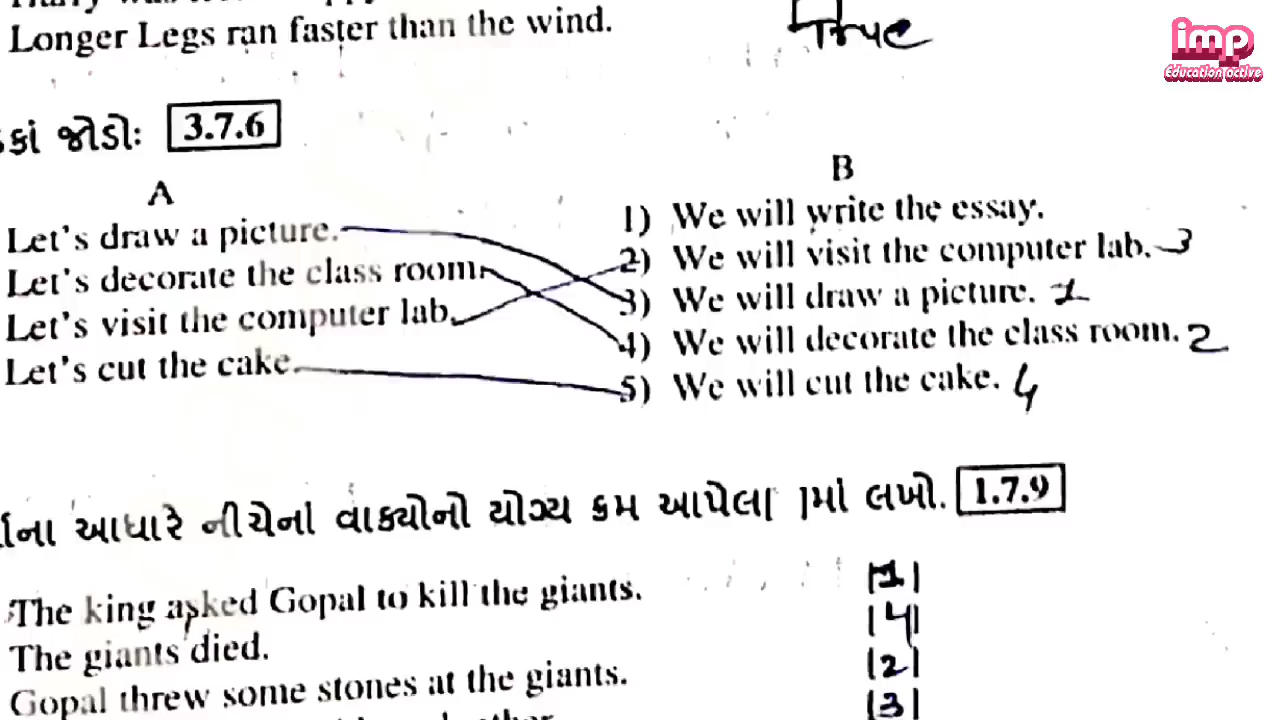 Longer Legs ran faster than the wind. True
imp
Education active
જોડોઃ 3.7.6
A B
Let's draw a picture. 1) We will write the essay.
Let's decorate the class room. 2) We will visit the computer lab. 3
Let's visit the computer lab. 3) We will draw a picture. 1
Let's cut the cake. 4) We will decorate the class room. 2
5) We will cut the cake. 4
આધારે નીચેનાં વાક્યોનો યોગ્ય ક્રમ આપેલા માં લખો. 1.7.9
The king asked Gopal to kill the giants. 1
The giants died. 4
Gopal threw some stones at the giants. 2
3